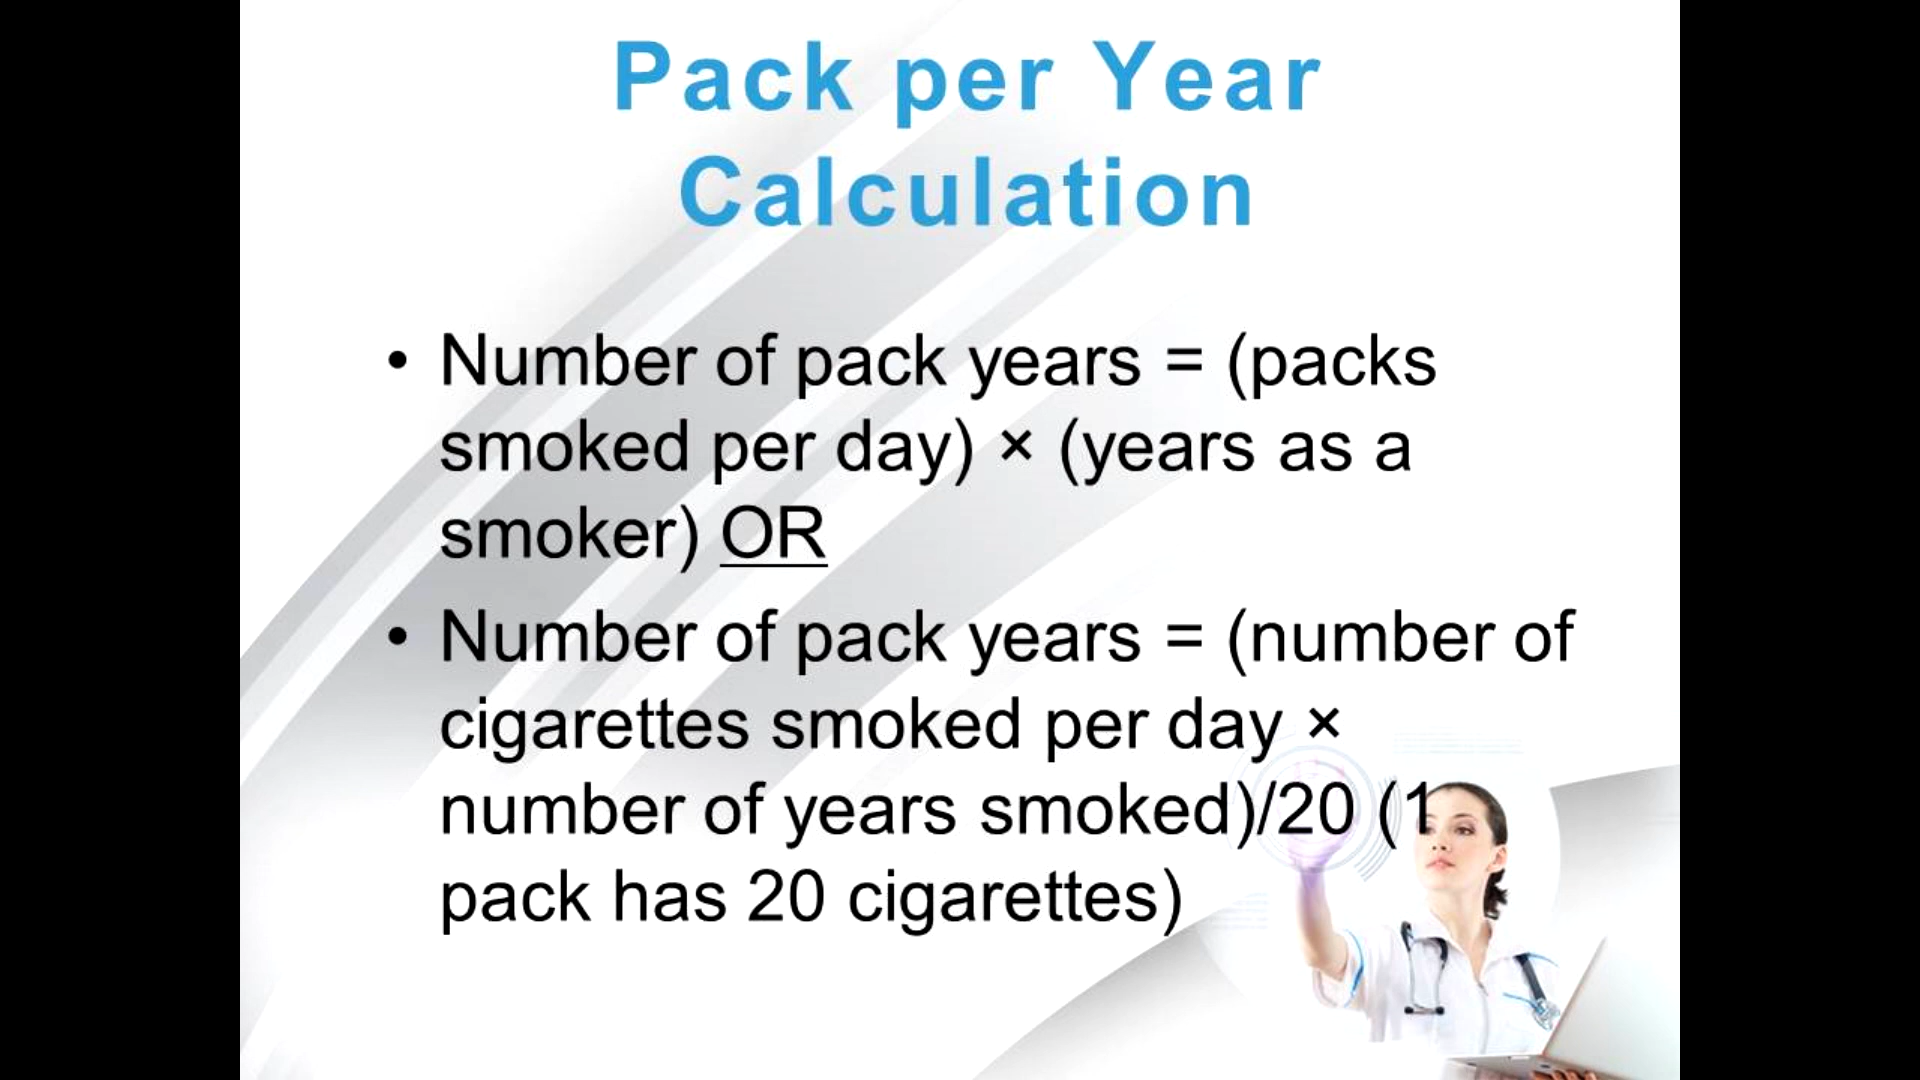 Pack per Year
Calculation
• Number of pack years = (packs
smoked per day) × (years as a
smoker) OR
• Number of pack years = (number of
cigarettes smoked per day ×
number of years smoked)/20 (1
pack has 20 cigarettes)